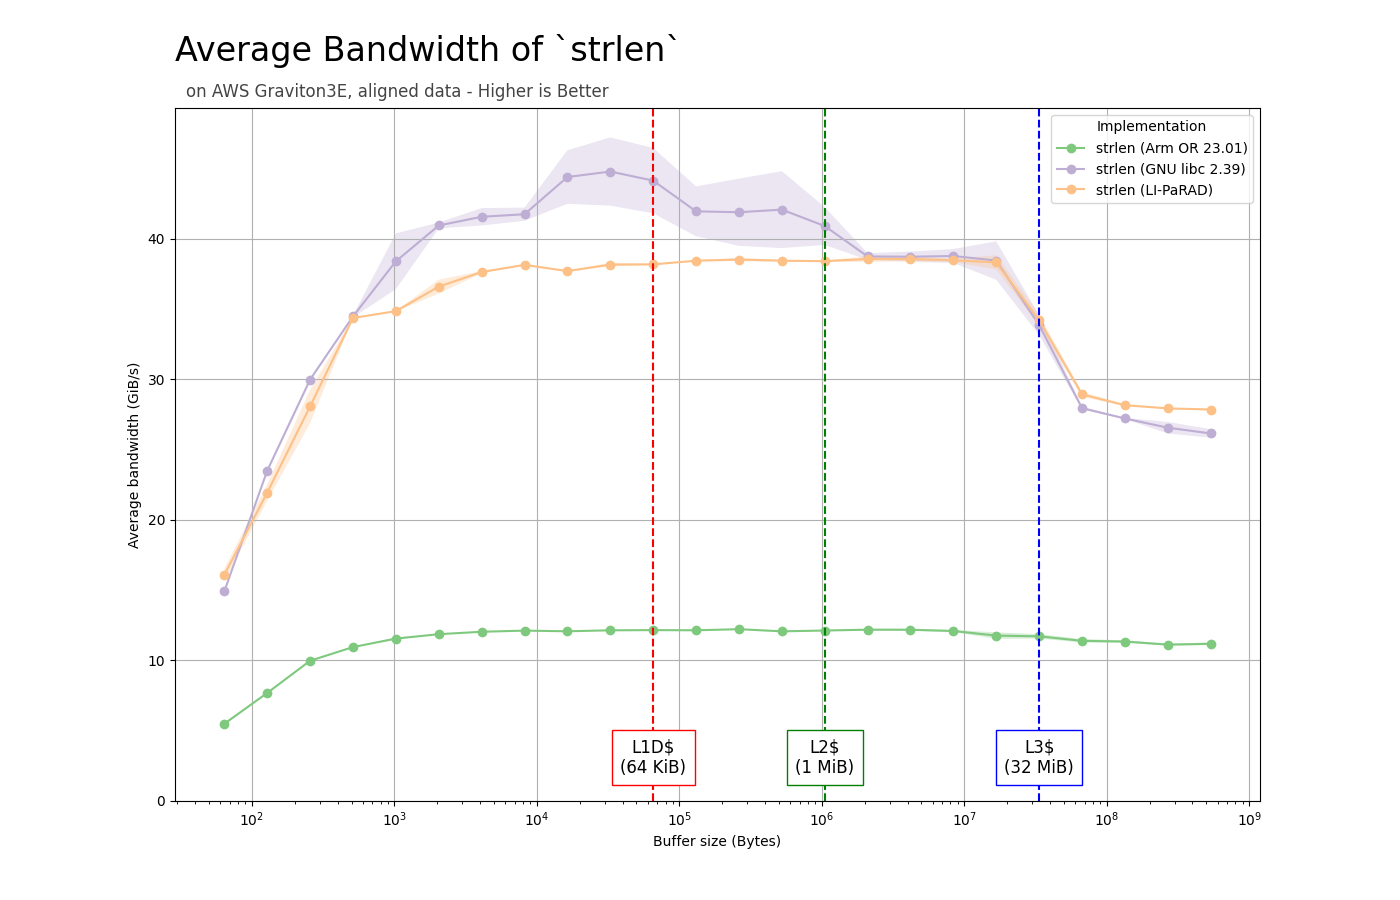 Average Bandwidth of `strlen`
on AWS Graviton3E, aligned data - Higher is Better
Implementation
strlen (Arm OR 23.01)
strlen (GNU libc 2.39)
strlen (LI-PaRAD)
Average bandwidth (GiB/s)
40
30
20
10
0
L1D$
(64 KiB)
L2$
(1 MiB)
L3$
(32 MiB)
10²
10³
10⁴
10⁵
10⁶
10⁷
10⁸
10⁹
Buffer size (Bytes)